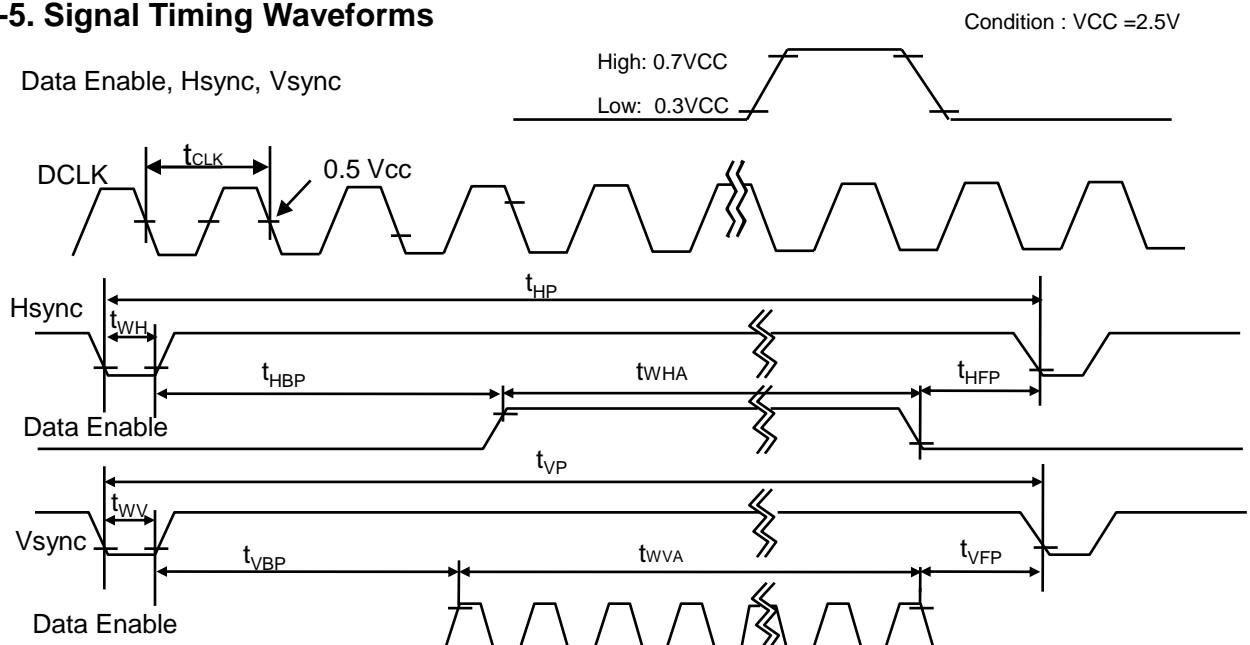 -5. Signal Timing Waveforms
Condition : VCC =2.5V
Data Enable, Hsync, Vsync
High: 0.7VCC
Low: 0.3VCC
DCLK
tCLK
0.5 Vcc
Hsync
tHP
tWH
tHBP
tWHA
tHFP
Data Enable
tVP
tWV
Vsync
tVBP
tWVA
tVFP
Data Enable